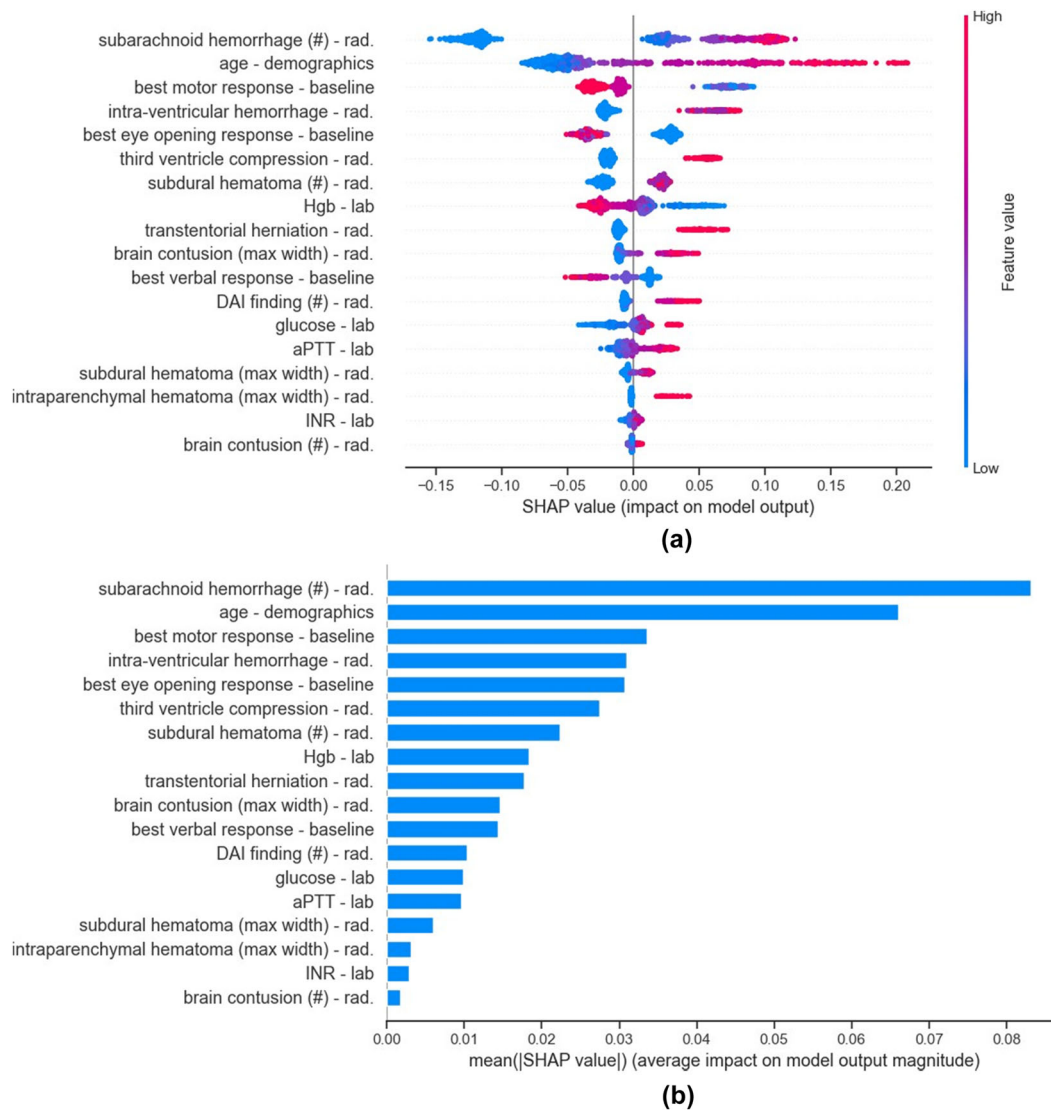 High
subarachnoid hemorrhage (#) - rad.
age - demographics
best motor response - baseline
intra-ventricular hemorrhage - rad.
best eye opening response - baseline
third ventricle compression - rad.
subdural hematoma (#) - rad.
Hgb - lab
transtentorial herniation - rad.
brain contusion (max width) - rad.
best verbal response - baseline
DAI finding (#) - rad.
glucose - lab
aPTT - lab
subdural hematoma (max width) - rad.
intraparenchymal hematoma (max width) - rad.
INR - lab
brain contusion (#) - rad.
Feature value
Low
−0.15 −0.10 −0.05 0.00 0.05 0.10 0.15 0.20
SHAP value (impact on model output)
(a)
subarachnoid hemorrhage (#) - rad.
age - demographics
best motor response - baseline
intra-ventricular hemorrhage - rad.
best eye opening response - baseline
third ventricle compression - rad.
subdural hematoma (#) - rad.
Hgb - lab
transtentorial herniation - rad.
brain contusion (max width) - rad.
best verbal response - baseline
DAI finding (#) - rad.
glucose - lab
aPTT - lab
subdural hematoma (max width) - rad.
intraparenchymal hematoma (max width) - rad.
INR - lab
brain contusion (#) - rad.
0.00 0.01 0.02 0.03 0.04 0.05 0.06 0.07 0.08
mean(|SHAP value|) (average impact on model output magnitude)
(b)